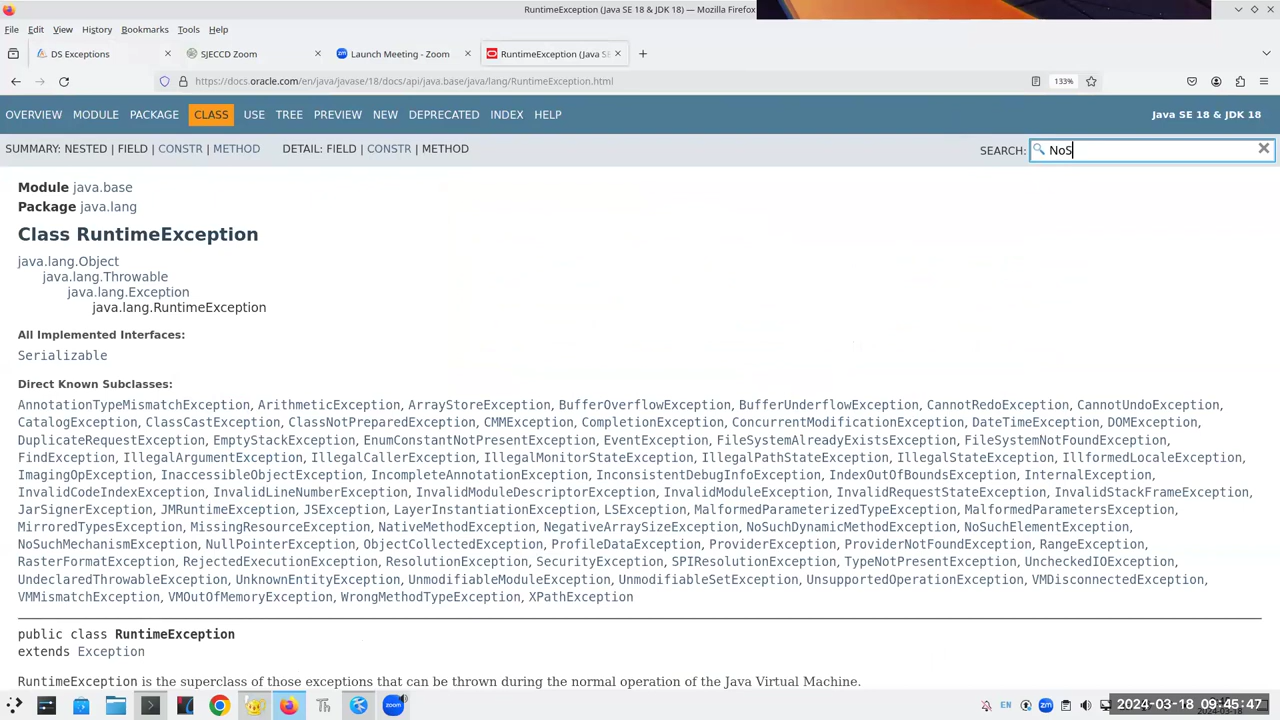 RuntimeException (Java SE 18 & JDK 18) — Mozilla Firefox
File Edit View History Bookmarks Tools Help
DS Exceptions
SJECCD Zoom
Launch Meeting - Zoom
RuntimeException (Java SE
https://docs.oracle.com/en/java/javase/18/docs/api/java.base/java/lang/RuntimeException.html
133%
OVERVIEW MODULE PACKAGE CLASS USE TREE PREVIEW NEW DEPRECATED INDEX HELP
Java SE 18 & JDK 18
SUMMARY: NESTED | FIELD | CONSTR | METHOD DETAIL: FIELD | CONSTR | METHOD
SEARCH: NoS
Module java.base
Package java.lang
Class RuntimeException
java.lang.Object
java.lang.Throwable
java.lang.Exception
java.lang.RuntimeException
All Implemented Interfaces:
Serializable
Direct Known Subclasses:
AnnotationTypeMismatchException, ArithmeticException, ArrayStoreException, BufferOverflowException, BufferUnderflowException, CannotRedoException, CannotUndoException,
CatalogException, ClassCastException, ClassNotPreparedException, CMMException, CompletionException, ConcurrentModificationException, DateTimeException, DOMException,
DuplicateRequestException, EmptyStackException, EnumConstantNotPresentException, EventException, FileSystemAlreadyExistsException, FileSystemNotFoundException,
FindException, IllegalArgumentException, IllegalCallerException, IllegalMonitorStateException, IllegalPathStateException, IllegalStateException, IllformedLocaleException,
ImagingOpException, InaccessibleObjectException, IncompleteAnnotationException, InconsistentDebugInfoException, IndexOutOfBoundsException, InternalException,
InvalidCodeIndexException, InvalidLineNumberException, InvalidModuleDescriptorException, InvalidModuleException, InvalidRequestStateException, InvalidStackFrameException,
JarSignerException, JMRuntimeException, JSException, LayerInstantiationException, LSException, MalformedParameterizedTypeException, MalformedParametersException,
MirroredTypesException, MissingResourceException, NativeMethodException, NegativeArraySizeException, NoSuchDynamicMethodException, NoSuchElementException,
NoSuchMechanismException, NullPointerException, ObjectCollectedException, ProfileDataException, ProviderException, ProviderNotFoundException, RangeException,
RasterFormatException, RejectedExecutionException, ResolutionException, SecurityException, SPIResolutionException, TypeNotPresentException, UncheckedIOException,
UndeclaredThrowableException, UnknownEntityException, UnmodifiableModuleException, UnmodifiableSetException, UnsupportedOperationException, VMDisconnectedException,
VMMismatchException, VMOutOfMemoryException, WrongMethodTypeException, XPathException
public class RuntimeException
extends Exception
RuntimeException is the superclass of those exceptions that can be thrown during the normal operation of the Java Virtual Machine.
Th
zoom
EN
zm
2024-03-18 09:45:47